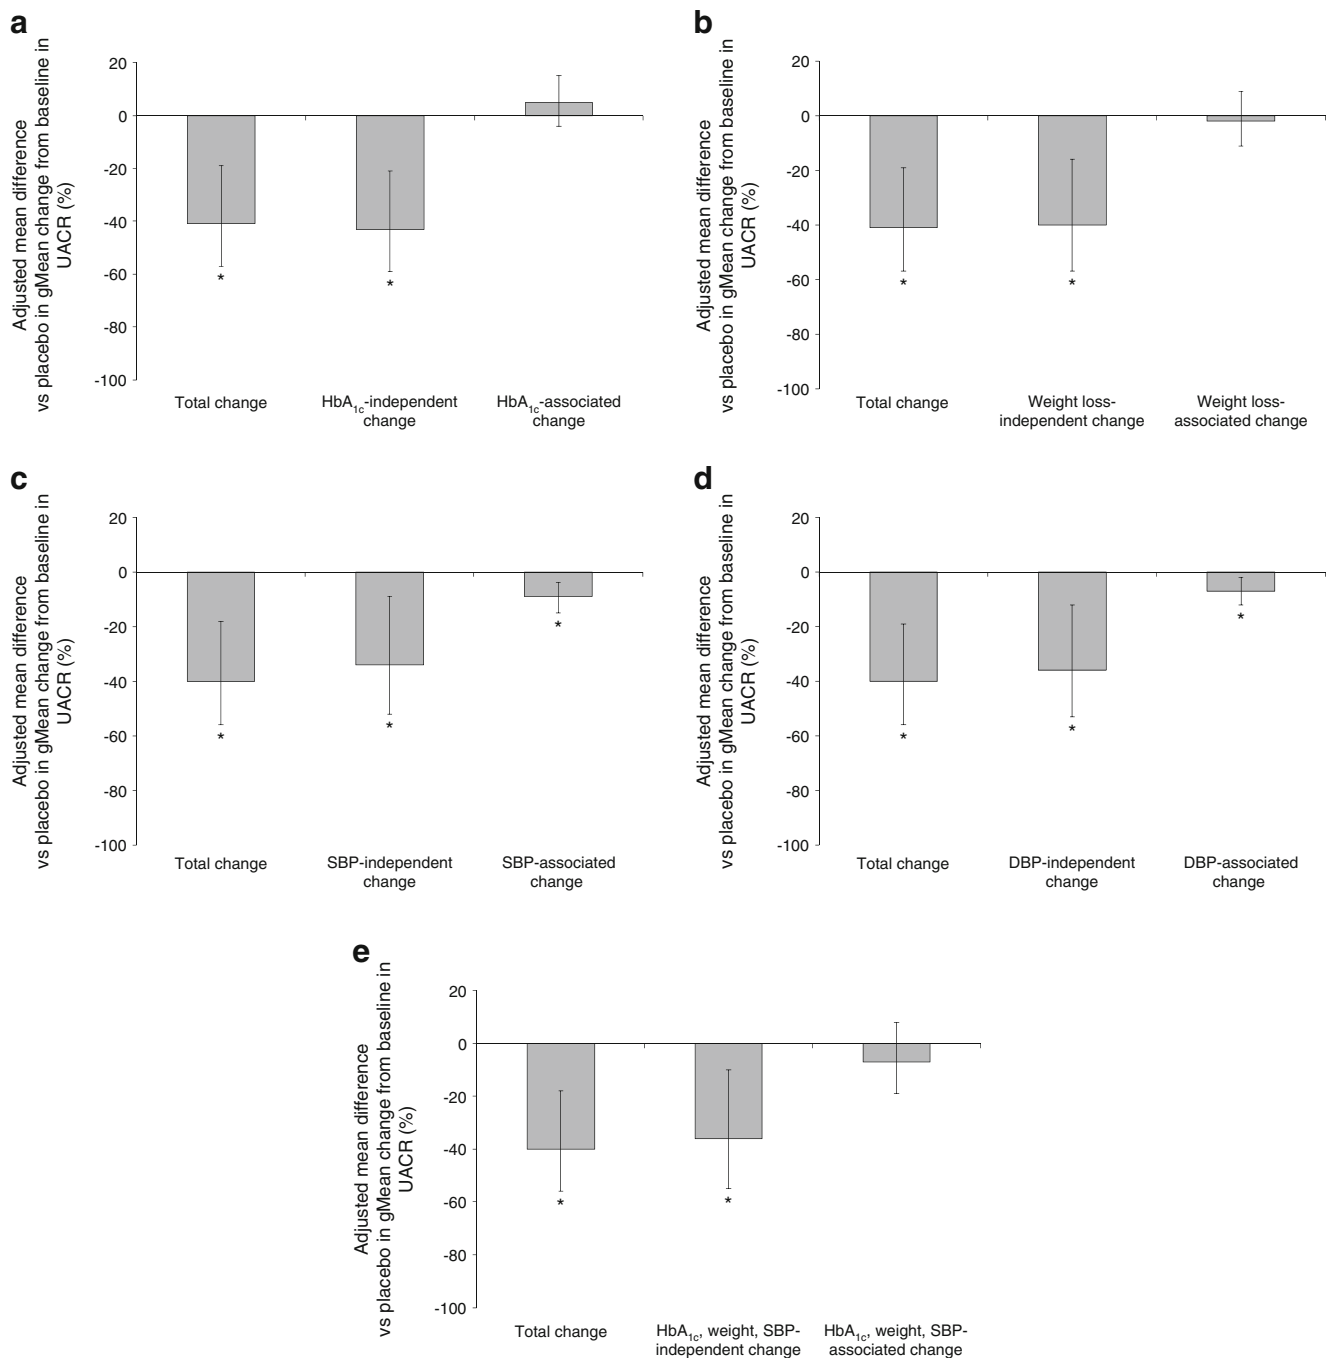 a
Adjusted mean difference
vs placebo in gMean change from baseline in
UACR (%)
20
0
-20
-40
-60
-80
-100
*
*
Total change
HbA1c-independent
change
HbA1c-associated
change
b
Adjusted mean difference
vs placebo in gMean change from baseline in
UACR (%)
20
0
-20
-40
-60
-80
-100
*
*
Total change
Weight loss-
independent change
Weight loss-
associated change
c
Adjusted mean difference
vs placebo in gMean change from baseline in
UACR (%)
20
0
-20
-40
-60
-80
-100
*
*
*
Total change
SBP-independent
change
SBP-associated
change
d
Adjusted mean difference
vs placebo in gMean change from baseline in
UACR (%)
20
0
-20
-40
-60
-80
-100
*
*
*
Total change
DBP-independent
change
DBP-associated
change
e
Adjusted mean difference
vs placebo in gMean change from baseline in
UACR (%)
20
0
-20
-40
-60
-80
-100
*
*
Total change
HbA1c, weight, SBP-
independent change
HbA1c, weight, SBP-
associated change